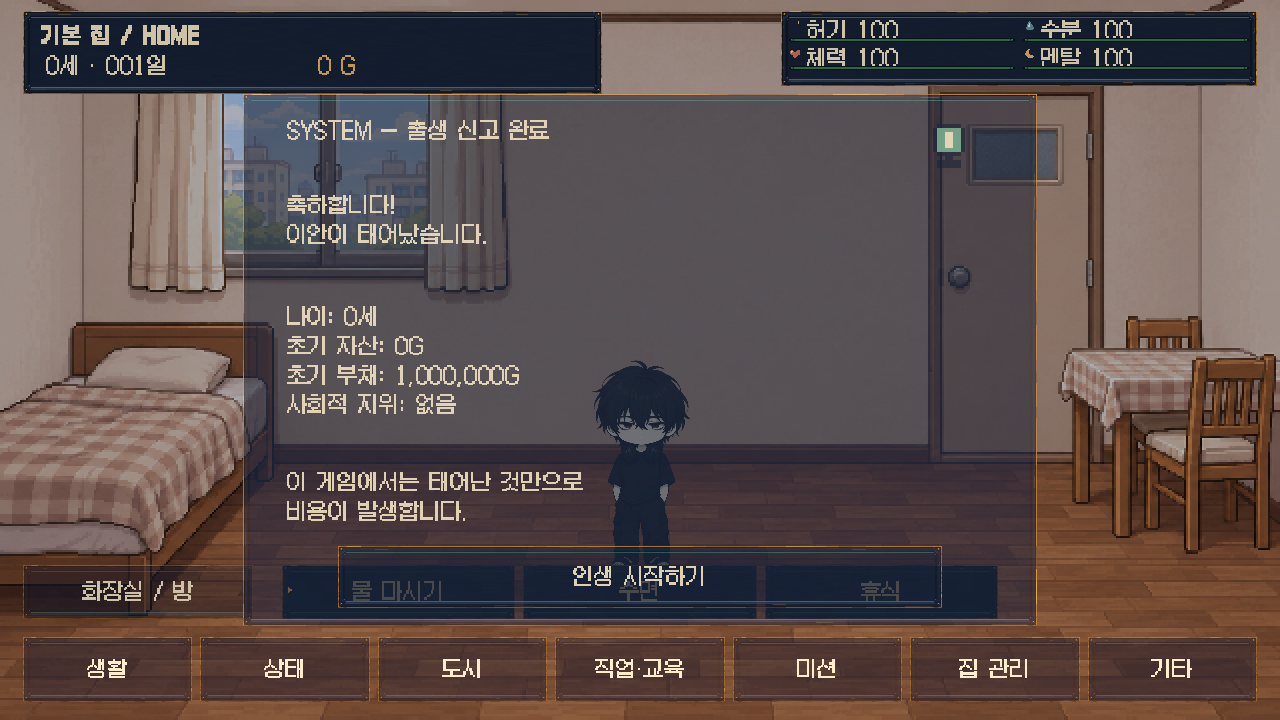 기본 집 / HOME
0세 · 001일
0 G
허기 100
수분 100
체력 100
멘탈 100
SYSTEM — 출생 신고 완료
축하합니다!
이안이 태어났습니다.
나이: 0세
초기 자산: 0G
초기 부채: 1,000,000G
사회적 지위: 없음
이 게임에서는 태어난 것만으로
비용이 발생합니다.
인생 시작하기
화장실 / 방
물 마시기
수면
휴식
생활
상태
도시
직업·교육
미션
집 관리
기타